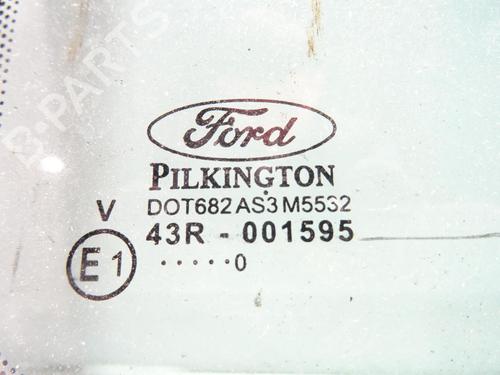 Ford
PILKINGTON
V DOT682 AS3 M5532
43R - 001595
E1 .....0
B-PARTS